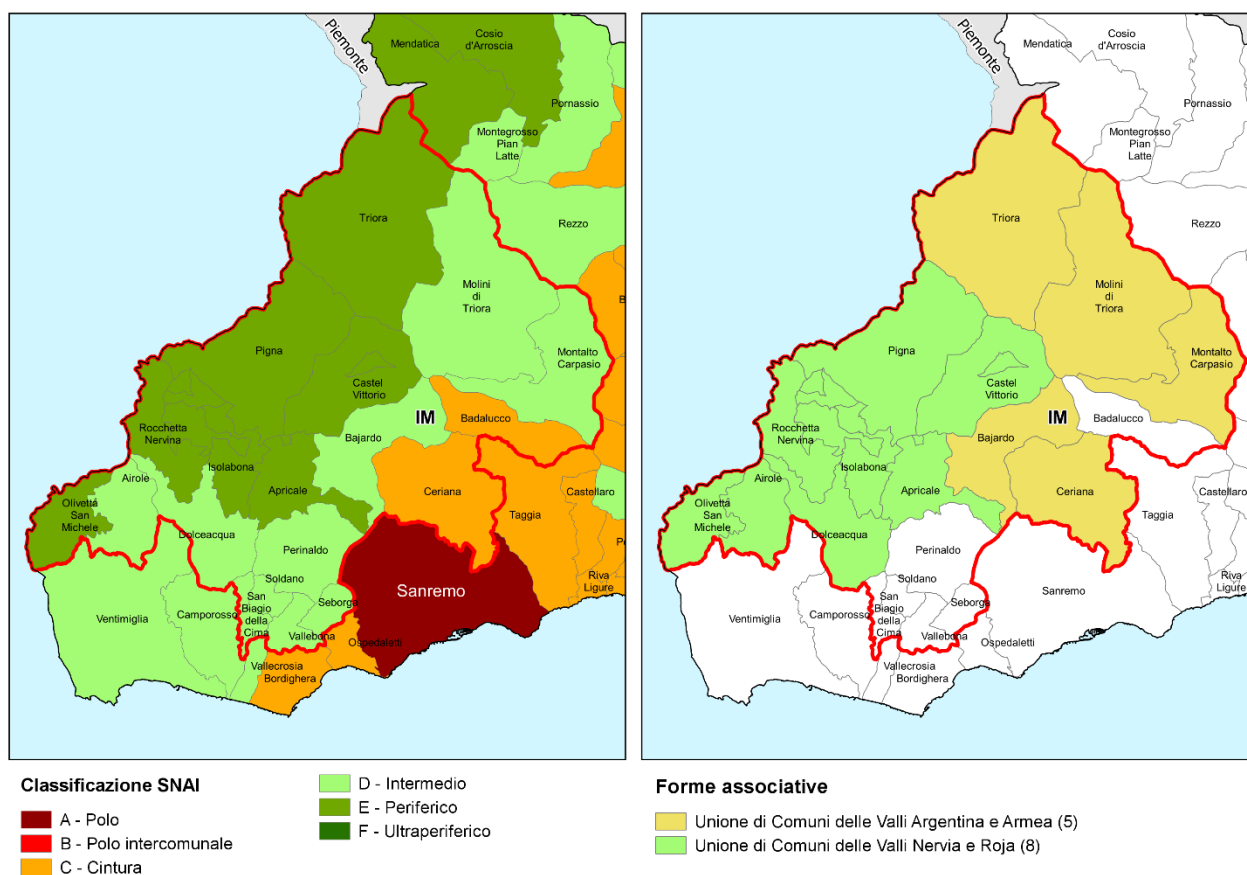 Piemonte
Mendatica
Cosio
d'Arroscia
Pornassio
Montegrosso
Pian
Latte
Triora
Rezzo
Molini
di
Triora
B
Pigna
Montalto
Carpasio
Castel
Vittorio
IM
Badalucco
Rocchetta
Nervina
Bajardo
Isolabona
Airole
Apricale
Ceriana
Castellaro
Olivetta
San
Michele
Taggia
Dolceacqua
Perinaldo
P
Soldano
Riva
Ligure
Sanremo
Seborga
San
Biagio
della
Cima
Camporosso
Ventimiglia
Vallebona
Ospedaletti
Vallecrosia
Bordighera
Piemonte
Mendatica
Cosio
d'Arroscia
Pornassio
Montegrosso
Pian
Latte
Triora
Rezzo
Molini
di
Triora
B
Pigna
Montalto
Carpasio
Castel
Vittorio
IM
Badalucco
Rocchetta
Nervina
Bajardo
Isolabona
Airole
Apricale
Ceriana
Castellaro
Olivetta
San
Michele
Taggia
Dolceacqua
Perinaldo
P
Soldano
Riva
Ligure
Sanremo
Seborga
San
Biagio
della
Cima
Camporosso
Ventimiglia
Vallebona
Ospedaletti
Vallecrosia
Bordighera
Classificazione SNAI
A - Polo
B - Polo intercomunale
C - Cintura
D - Intermedio
E - Periferico
F - Ultraperiferico
Forme associative
Unione di Comuni delle Valli Argentina e Armea (5)
Unione di Comuni delle Valli Nervia e Roja (8)